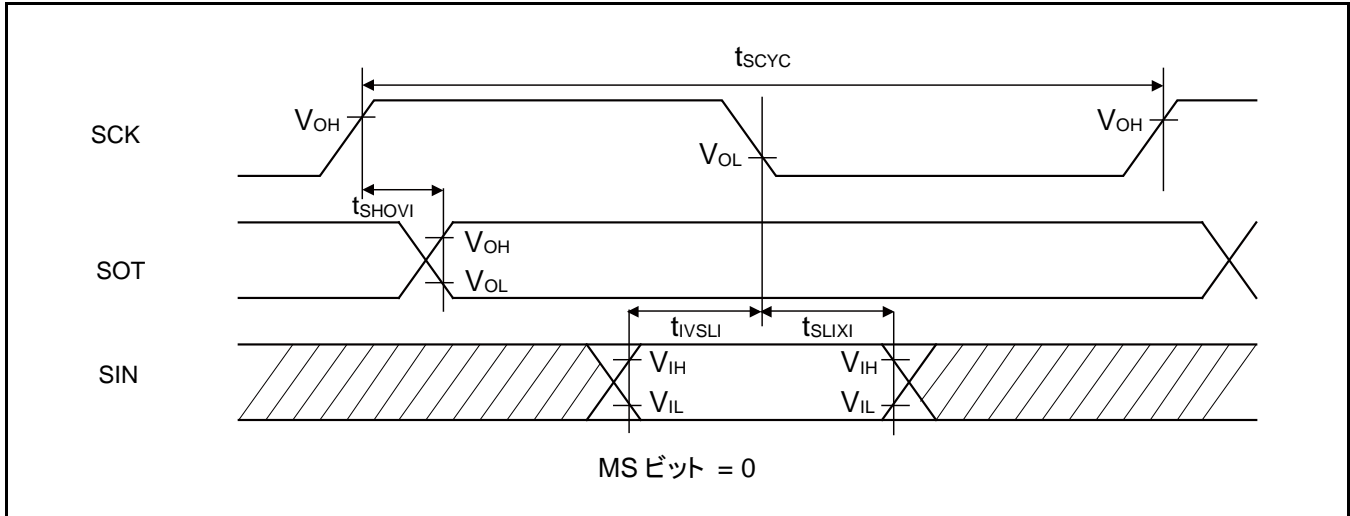 tSCYC
SCK
VOH
VOL
VOH
tSHOVI
SOT
VOH
VOL
tIVSLI
tSLIXI
SIN
VIH
VIL
VIH
VIL
MS ビット = 0